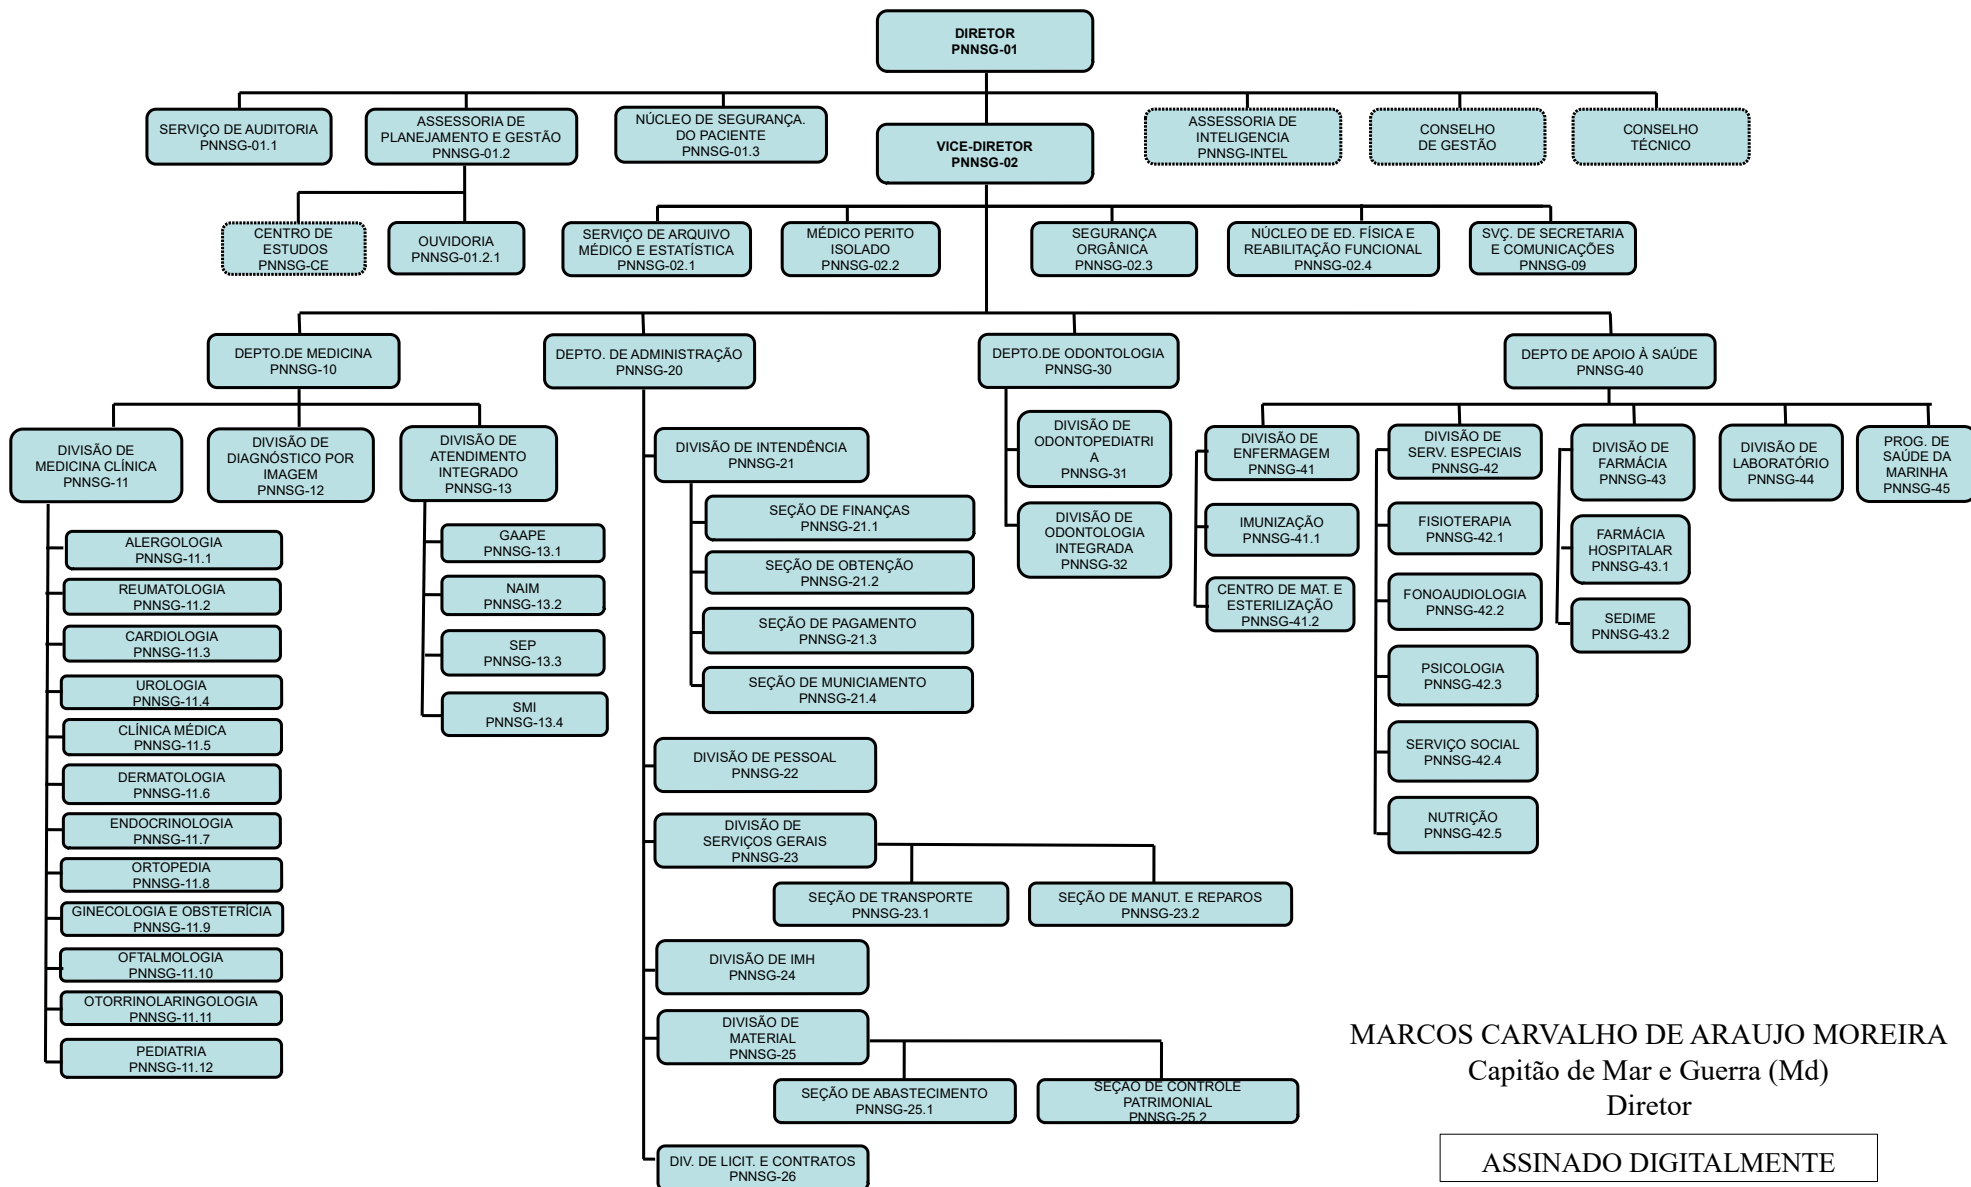 DIRETOR
PNNSG-01
SERVIÇO DE AUDITORIA
PNNSG-01.1
ASSESSORIA DE
PLANEJAMENTO E GESTÃO
PNNSG-01.2
NÚCLEO DE SEGURANÇA.
DO PACIENTE
PNNSG-01.3
VICE-DIRETOR
PNNSG-02
ASSESSORIA DE
INTELIGENCIA
PNNSG-INTEL
CONSELHO
DE GESTÃO
CONSELHO
TÉCNICO
CENTRO DE
ESTUDOS
PNNSG-CE
OUVIDORIA
PNNSG-01.2.1
SERVIÇO DE ARQUIVO
MÉDICO E ESTATÍSTICA
PNNSG-02.1
MÉDICO PERITO
ISOLADO
PNNSG-02.2
SEGURANÇA
ORGÂNICA
PNNSG-02.3
NÚCLEO DE ED. FÍSICA E
REABILITAÇÃO FUNCIONAL
PNNSG-02.4
SVÇ. DE SECRETARIA
E COMUNICAÇÕES
PNNSG-09
DEPTO.DE MEDICINA
PNNSG-10
DEPTO. DE ADMINISTRAÇÃO
PNNSG-20
DEPTO.DE ODONTOLOGIA
PNNSG-30
DEPTO DE APOIO À SAÚDE
PNNSG-40
DIVISÃO DE
MEDICINA CLÍNICA
PNNSG-11
DIVISÃO DE
DIAGNÓSTICO POR
IMAGEM
PNNSG-12
DIVISÃO DE
ATENDIMENTO
INTEGRADO
PNNSG-13
ALERGOLOGIA
PNNSG-11.1
REUMATOLOGIA
PNNSG-11.2
CARDIOLOGIA
PNNSG-11.3
UROLOGIA
PNNSG-11.4
CLÍNICA MÉDICA
PNNSG-11.5
DERMATOLOGIA
PNNSG-11.6
ENDOCRINOLOGIA
PNNSG-11.7
ORTOPEDIA
PNNSG-11.8
GINECOLOGIA E OBSTETRÍCIA
PNNSG-11.9
OFTALMOLOGIA
PNNSG-11.10
OTORRINOLARINGOLOGIA
PNNSG-11.11
PEDIATRIA
PNNSG-11.12
GAAPE
PNNSG-13.1
NAIM
PNNSG-13.2
SEP
PNNSG-13.3
SMI
PNNSG-13.4
DIVISÃO DE INTENDÊNCIA
PNNSG-21
SEÇÃO DE FINANÇAS
PNNSG-21.1
SEÇÃO DE OBTENÇÃO
PNNSG-21.2
SEÇÃO DE PAGAMENTO
PNNSG-21.3
SEÇÃO DE MUNICIAMENTO
PNNSG-21.4
DIVISÃO DE PESSOAL
PNNSG-22
DIVISÃO DE
SERVIÇOS GERAIS
PNNSG-23
SEÇÃO DE TRANSPORTE
PNNSG-23.1
SEÇÃO DE MANUT. E REPAROS
PNNSG-23.2
DIVISÃO DE IMH
PNNSG-24
DIVISÃO DE
MATERIAL
PNNSG-25
SEÇÃO DE ABASTECIMENTO
PNNSG-25.1
SEÇÃO DE CONTROLE
PATRIMONIAL
PNNSG-25.2
DIV. DE LICIT. E CONTRATOS
PNNSG-26
DIVISÃO DE
ODONTOPEDIATRI
A
PNNSG-31
DIVISÃO DE
ODONTOLOGIA
INTEGRADA
PNNSG-32
DIVISÃO DE
ENFERMAGEM
PNNSG-41
IMUNIZAÇÃO
PNNSG-41.1
CENTRO DE MAT. E
ESTERILIZAÇÃO
PNNSG-41.2
DIVISÃO DE
SERV. ESPECIAIS
PNNSG-42
FISIOTERAPIA
PNNSG-42.1
FONOAUDIOLOGIA
PNNSG-42.2
PSICOLOGIA
PNNSG-42.3
SERVIÇO SOCIAL
PNNSG-42.4
NUTRIÇÃO
PNNSG-42.5
DIVISÃO DE
FARMÁCIA
PNNSG-43
FARMÁCIA
HOSPITALAR
PNNSG-43.1
SEDIME
PNNSG-43.2
DIVISÃO DE
LABORATÓRIO
PNNSG-44
PROG. DE
SAÚDE DA
MARINHA
PNNSG-45
MARCOS CARVALHO DE ARAUJO MOREIRA
Capitão de Mar e Guerra (Md)
Diretor
ASSINADO DIGITALMENTE